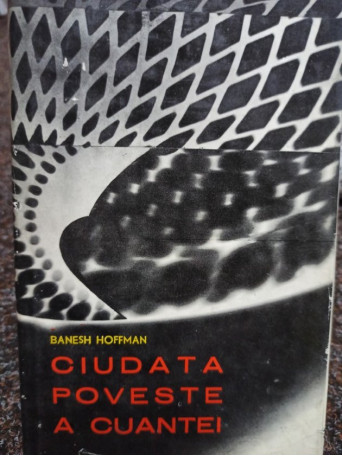 BANESH HOFFMAN
CIUDATA
POVESTE
A CUANTEI